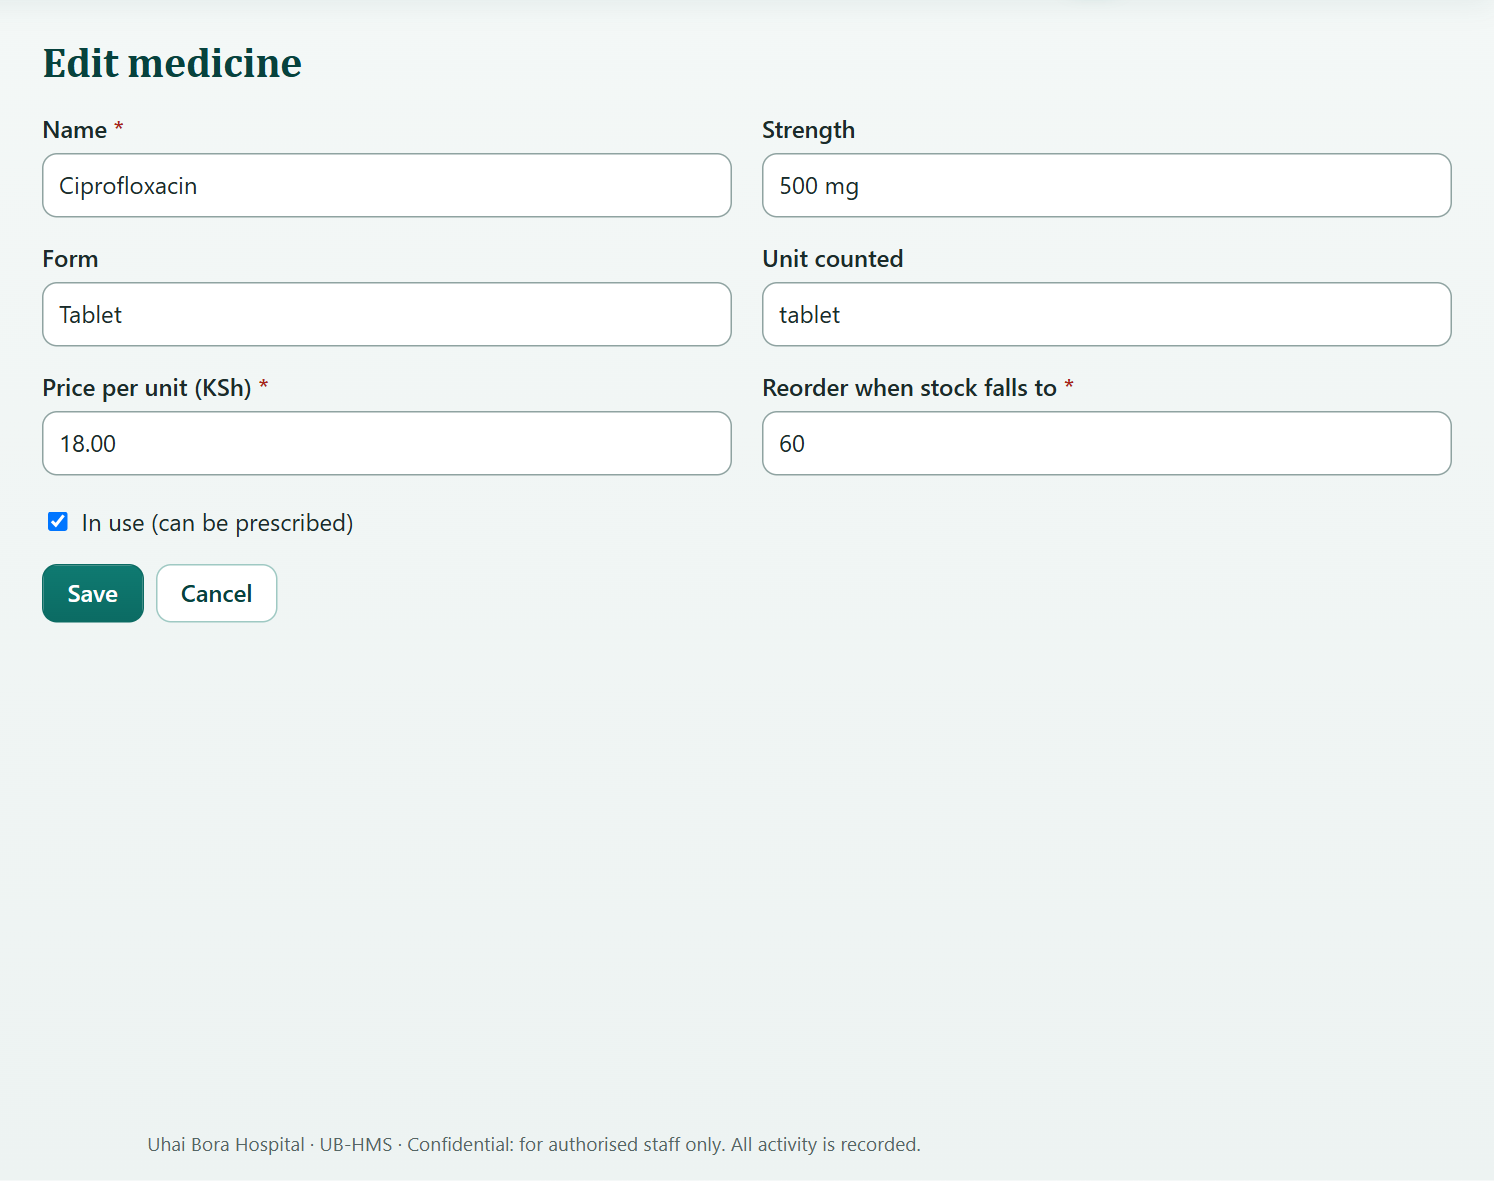 Edit medicine
Name *
Strength
Ciprofloxacin
500 mg
Form
Unit counted
Tablet
tablet
Price per unit (KSh) *
Reorder when stock falls to *
18.00
60
In use (can be prescribed)
Save
Cancel
Uhai Bora Hospital · UB-HMS · Confidential: for authorised staff only. All activity is recorded.